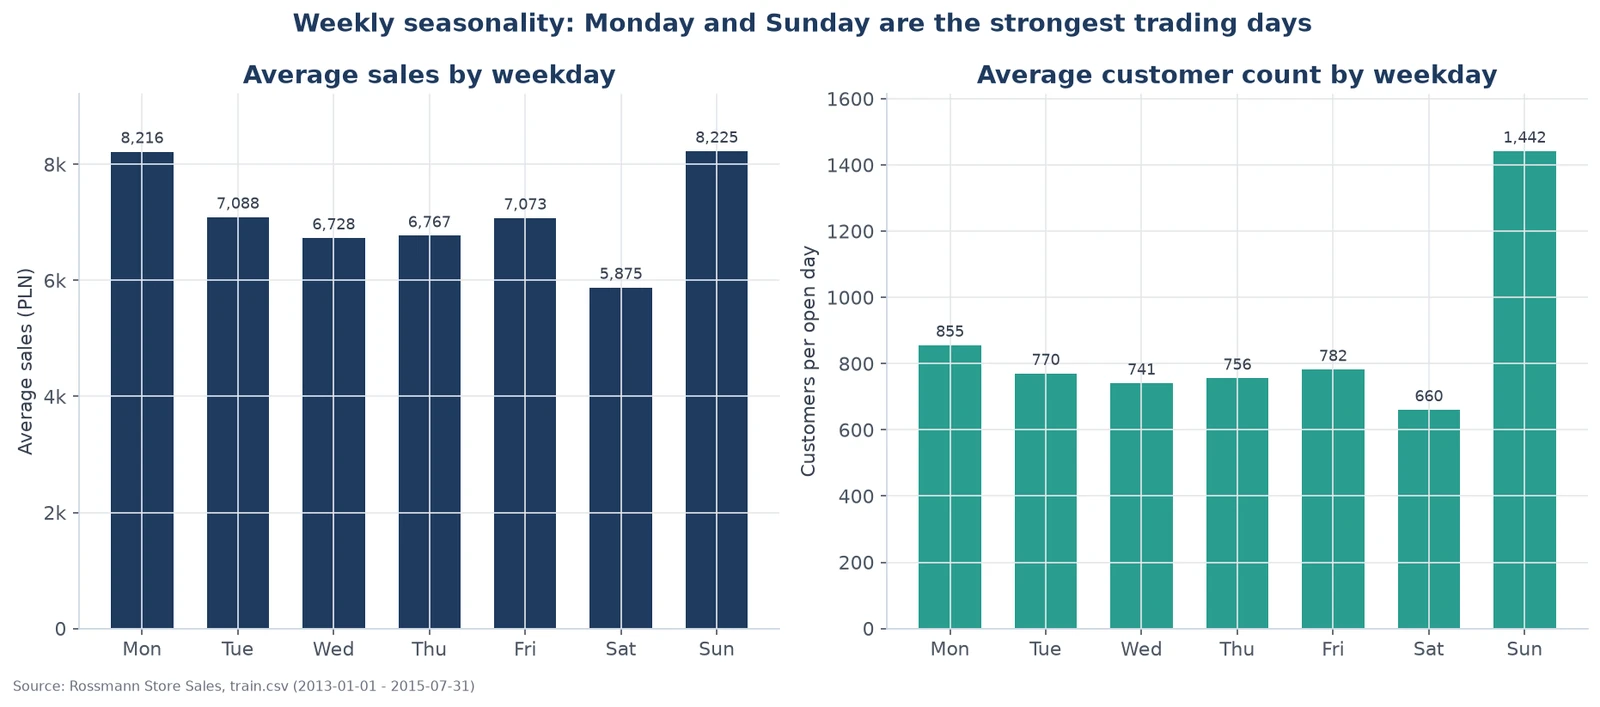 Weekly seasonality: Monday and Sunday are the strongest trading days
Average sales by weekday
Average sales (PLN)
8k
6k
4k
2k
0
8,216
7,088
6,728
6,767
7,073
5,875
8,225
Mon Tue Wed Thu Fri Sat Sun
Average customer count by weekday
Customers per open day
1600
1400
1200
1000
800
600
400
200
0
855
770
741
756
782
660
1,442
Mon Tue Wed Thu Fri Sat Sun
Source: Rossmann Store Sales, train.csv (2013-01-01 - 2015-07-31)